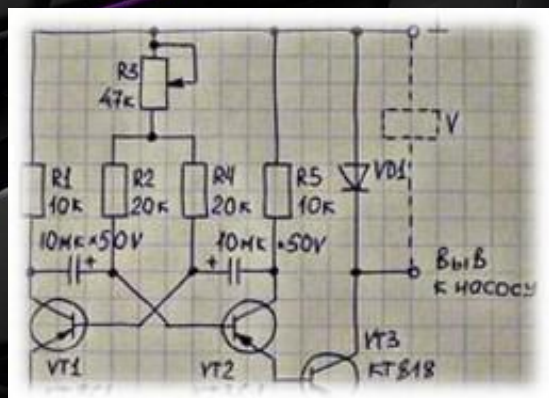 R3
47к
V
VD1
R1
10к
R2
20к
R4
20к
R5
10к
10мк×50V
+
+
10мк×50V
ВЫВ
К НАСОСУ
VT1
VT2
VT3
КТ818